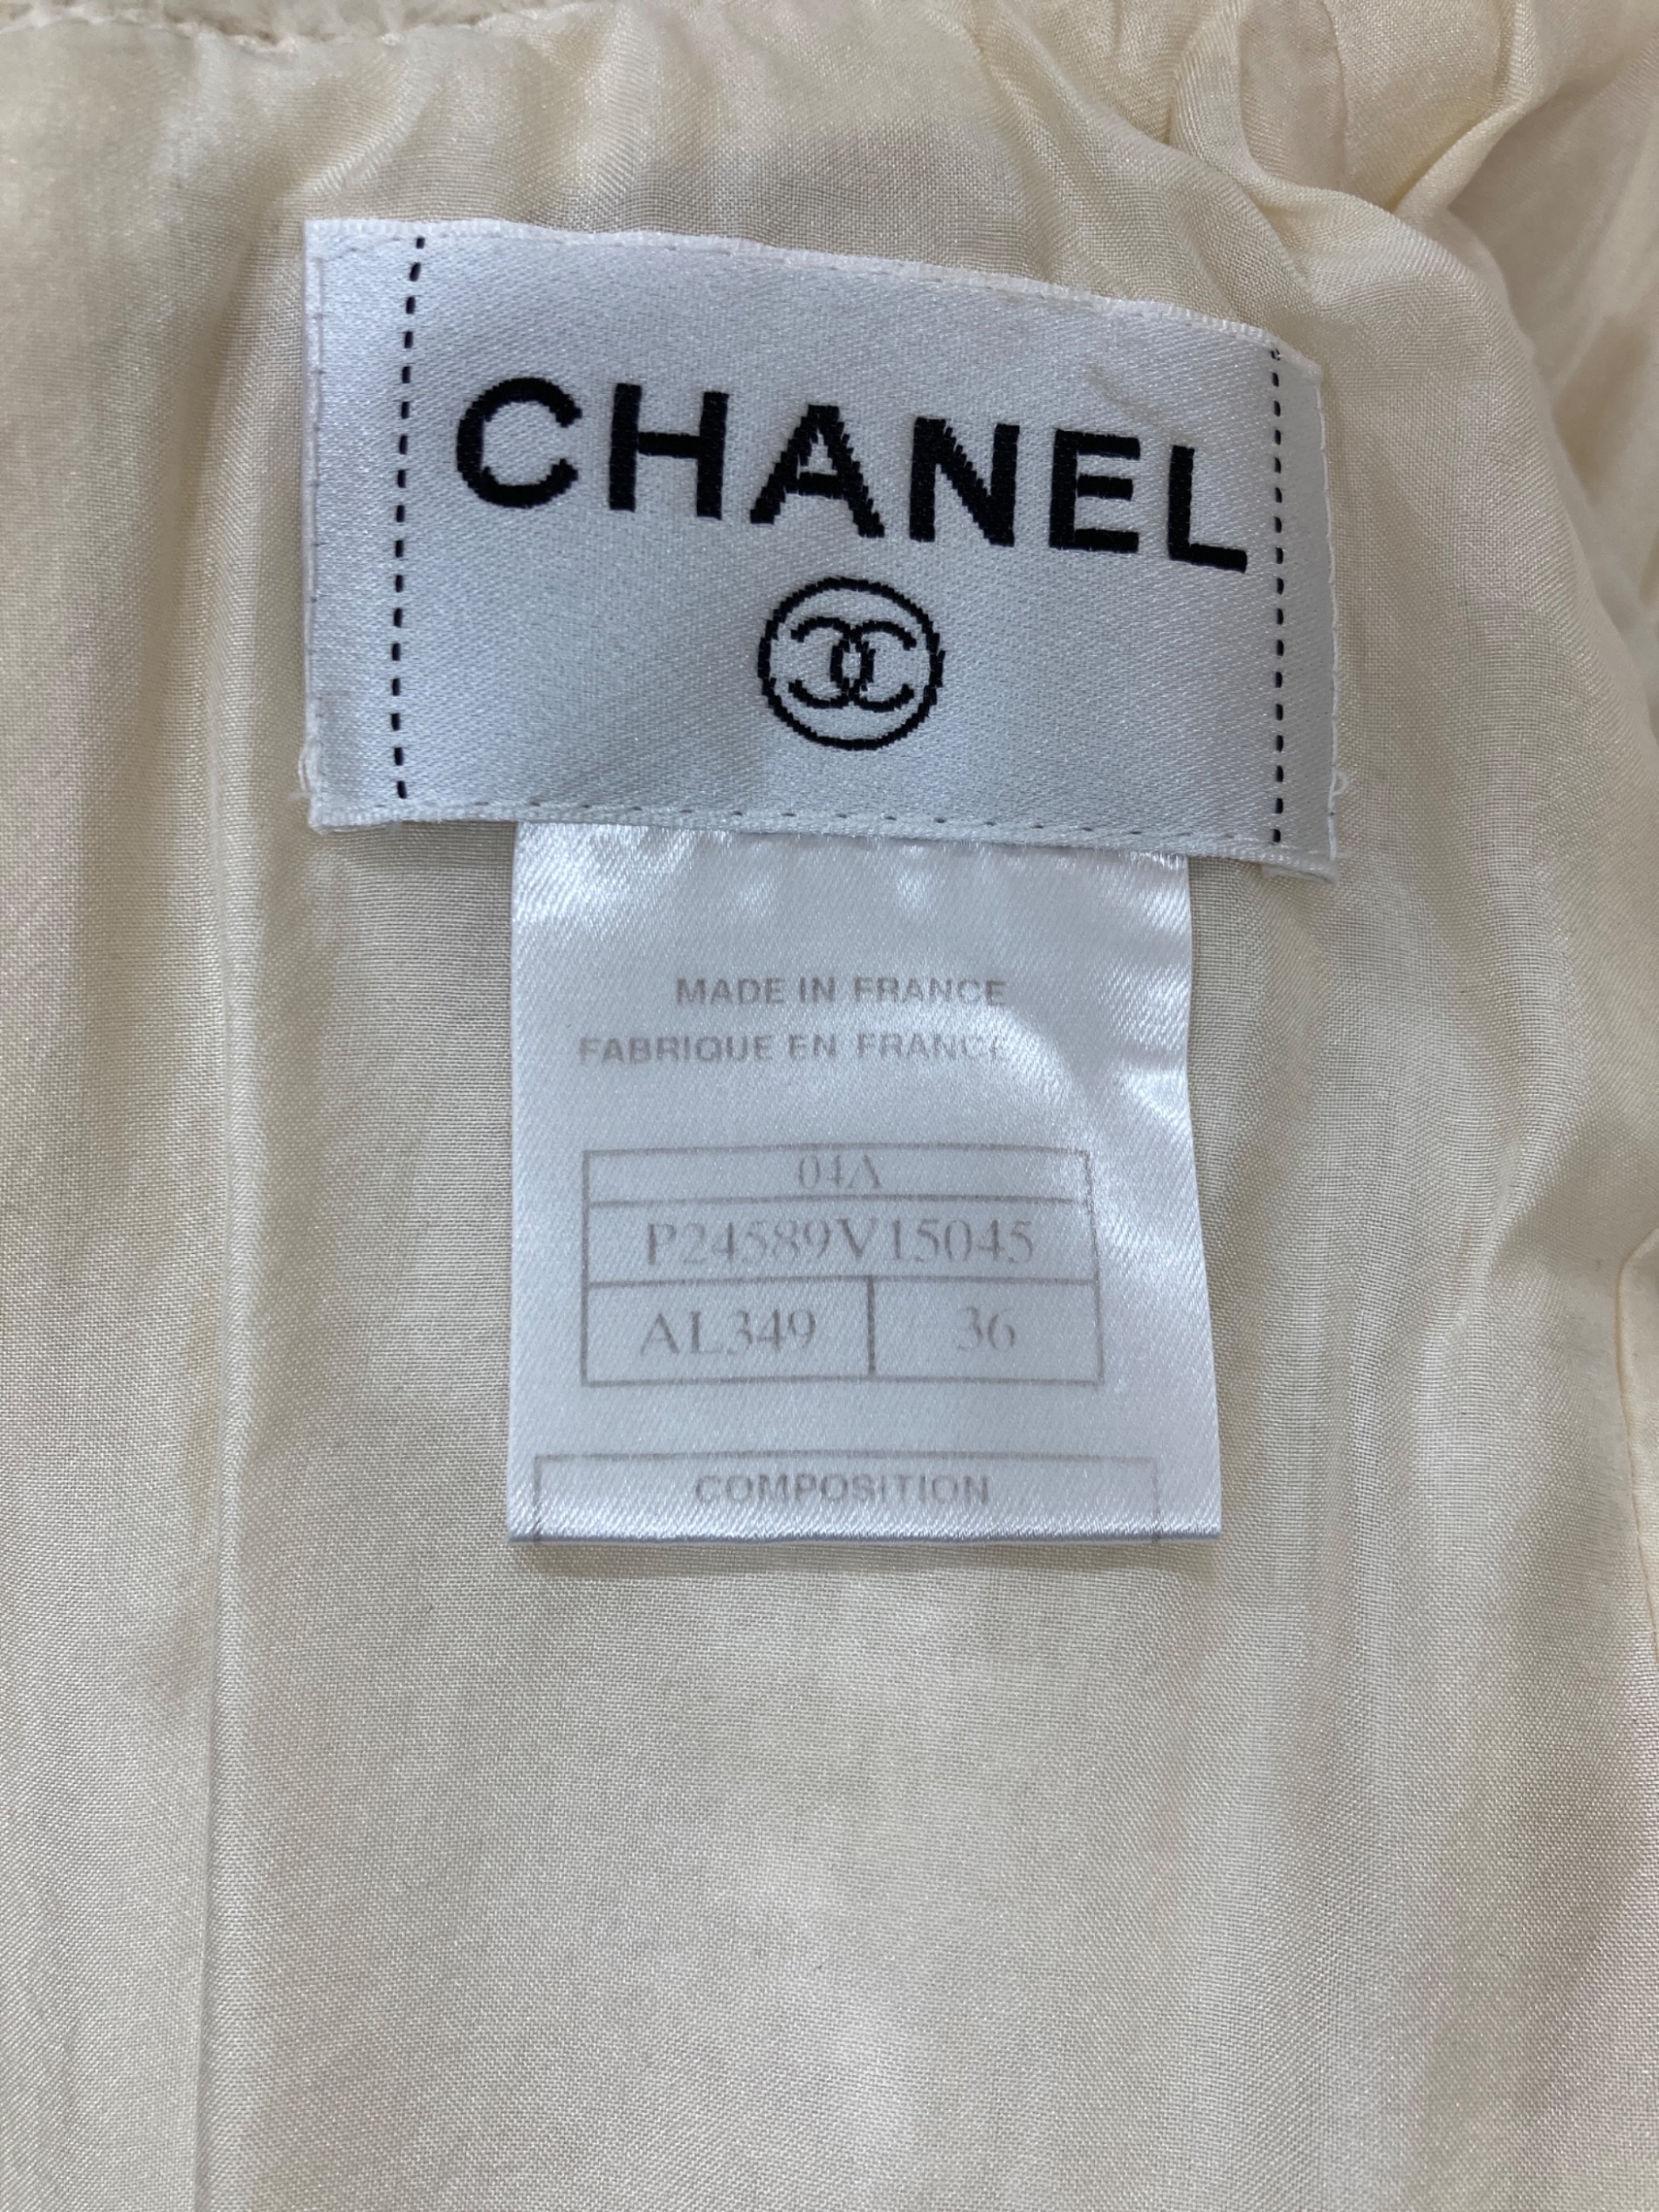 CHANEL
MADE IN FRANCE
FABRIQUE EN FRANCE
04A
P24589V15045
AL349 36
COMPOSITION